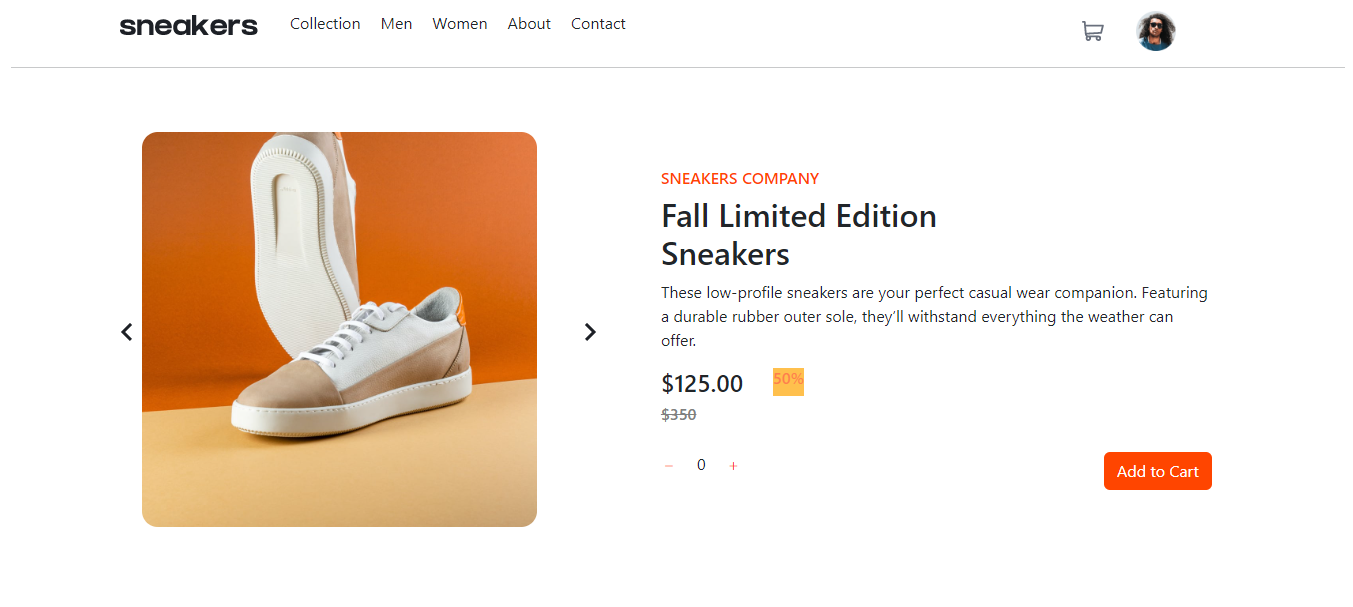 sneakers
Collection Men Women About Contact
SNEAKERS COMPANY
Fall Limited Edition
Sneakers
These low-profile sneakers are your perfect casual wear companion. Featuring
a durable rubber outer sole, they’ll withstand everything the weather can
offer.
$125.00 50%
$350
− 0 +
Add to Cart